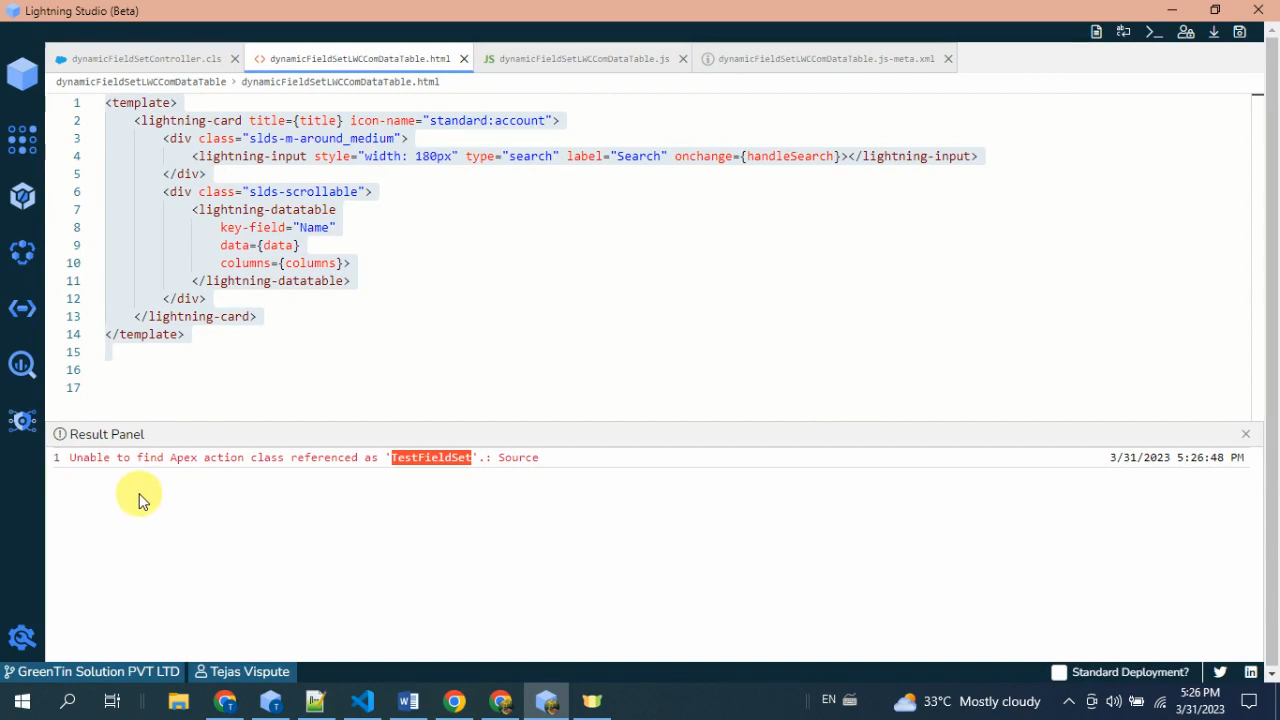 Lightning Studio (Beta)
dynamicFieldSetController.cls
dynamicFieldSetLWCComDataTable.html
JS dynamicFieldSetLWCComDataTable.js
dynamicFieldSetLWCComDataTable.js-meta.xml
dynamicFieldSetLWCComDataTable > dynamicFieldSetLWCComDataTable.html
1 <template>
2 <lightning-card title={title} icon-name="standard:account">
3 <div class="slds-m-around_medium">
4 <lightning-input style="width: 180px" type="search" label="Search" onchange={handleSearch}></lightning-input>
5 </div>
6 <div class="slds-scrollable">
7 <lightning-datatable
8 key-field="Name"
9 data={data}
10 columns={columns}>
11 </lightning-datatable>
12 </div>
13 </lightning-card>
14 </template>
15
16
17
Result Panel
1 Unable to find Apex action class referenced as 'TestFieldSet'.: Source 3/31/2023 5:26:48 PM
GreenTin Solution PVT LTD Tejas Vispute Standard Deployment?
EN 33°C Mostly cloudy 5:26 PM
3/31/2023